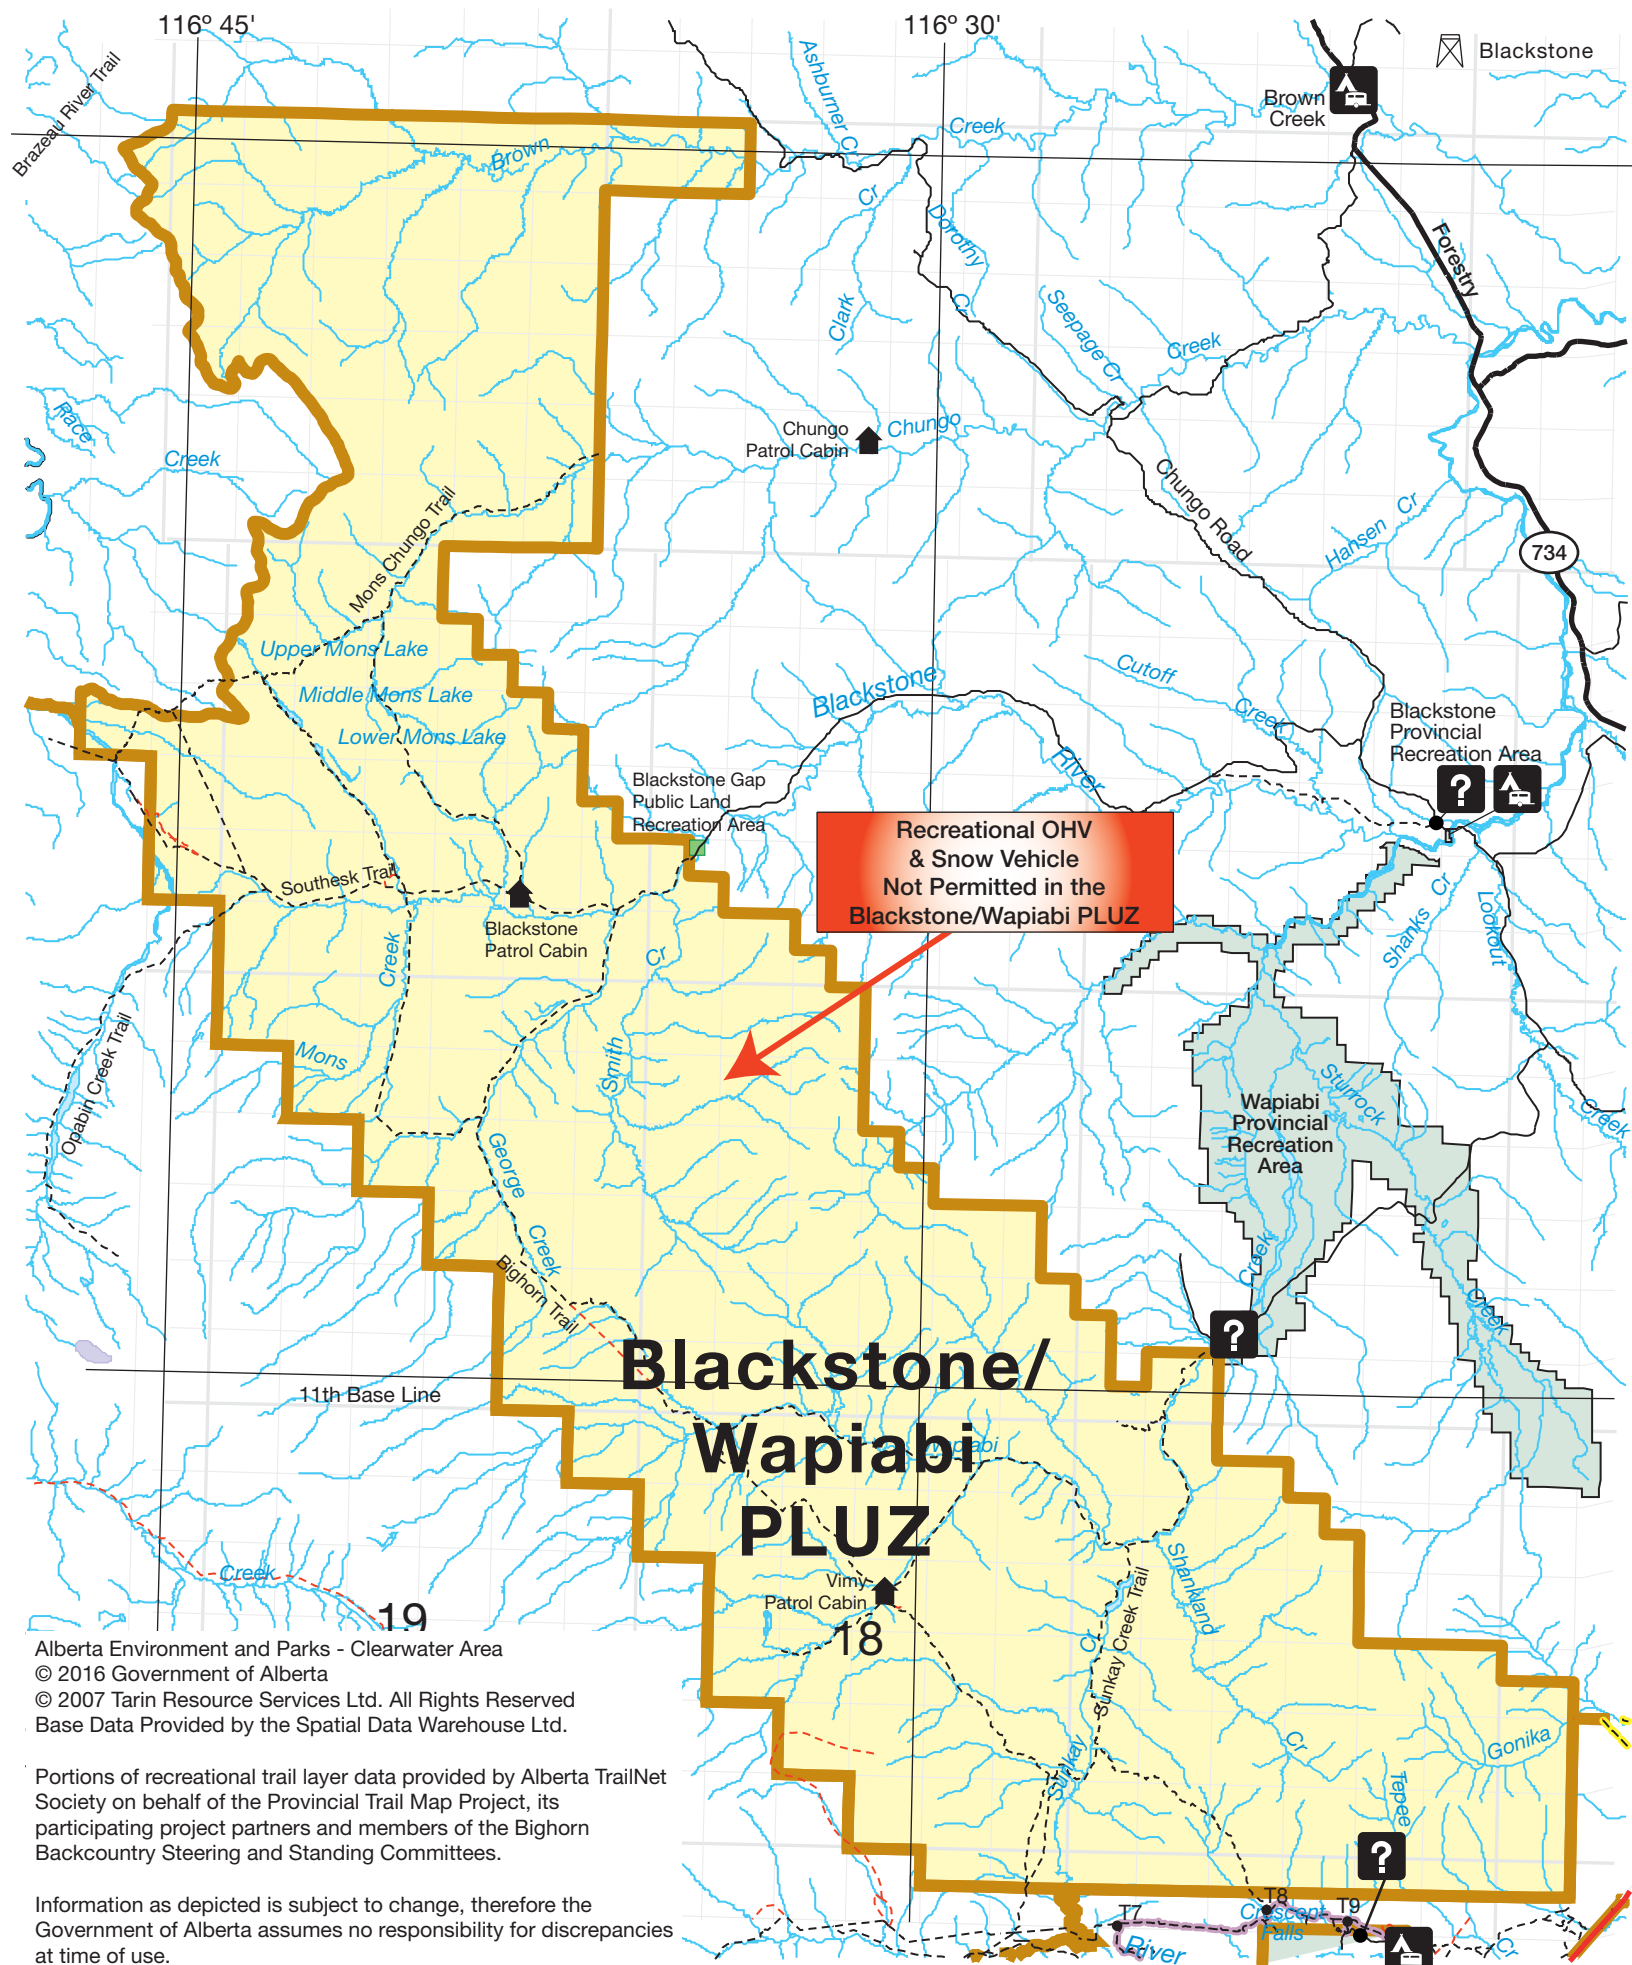 116° 45'
116° 30'
Blackstone
Brazeau River Trail
Ashburner Cr
Brown
Creek
Creek
Brown
Cr
Clark
Dorothy
Cr
Forestry
Seepage Cr
Creek
Race
Creek
Chungo
Patrol Cabin
Chungo
Mons Chungo Trail
Chungo Road
Hansen Cr
734
Upper Mons Lake
Middle Mons Lake
Lower Mons Lake
Blackstone
River
Cutoff
Creek
Blackstone
Provincial
Recreation Area
?
Blackstone Gap
Public Land
Recreation Area
Recreational OHV
& Snow Vehicle
Not Permitted in the
Blackstone/Wapiabi PLUZ
Southesk Trail
Blackstone
Patrol Cabin
Creek
Mons
Cr
Smith
Shanks Cr
Lookout
Creek
Opabin Creek Trail
Sturrock
Creek
Wapiabi
Provincial
Recreation
Area
Creek
George
Creek
Bighorn Trail
?
Blackstone/
Wapiabi
PLUZ
11th Base Line
Wapiabi
Creek
19
Vimy
Patrol Cabin
18
Shankland
Cr
Sunkay Creek Trail
Sunkay
Cr
Gonika
Tepee
?
T7
T8
T9
Crescent
Falls
River
Cr
Alberta Environment and Parks - Clearwater Area
© 2016 Government of Alberta
© 2007 Tarin Resource Services Ltd. All Rights Reserved
Base Data Provided by the Spatial Data Warehouse Ltd.
Portions of recreational trail layer data provided by Alberta TrailNet
Society on behalf of the Provincial Trail Map Project, its
participating project partners and members of the Bighorn
Backcountry Steering and Standing Committees.
Information as depicted is subject to change, therefore the
Government of Alberta assumes no responsibility for discrepancies
at time of use.